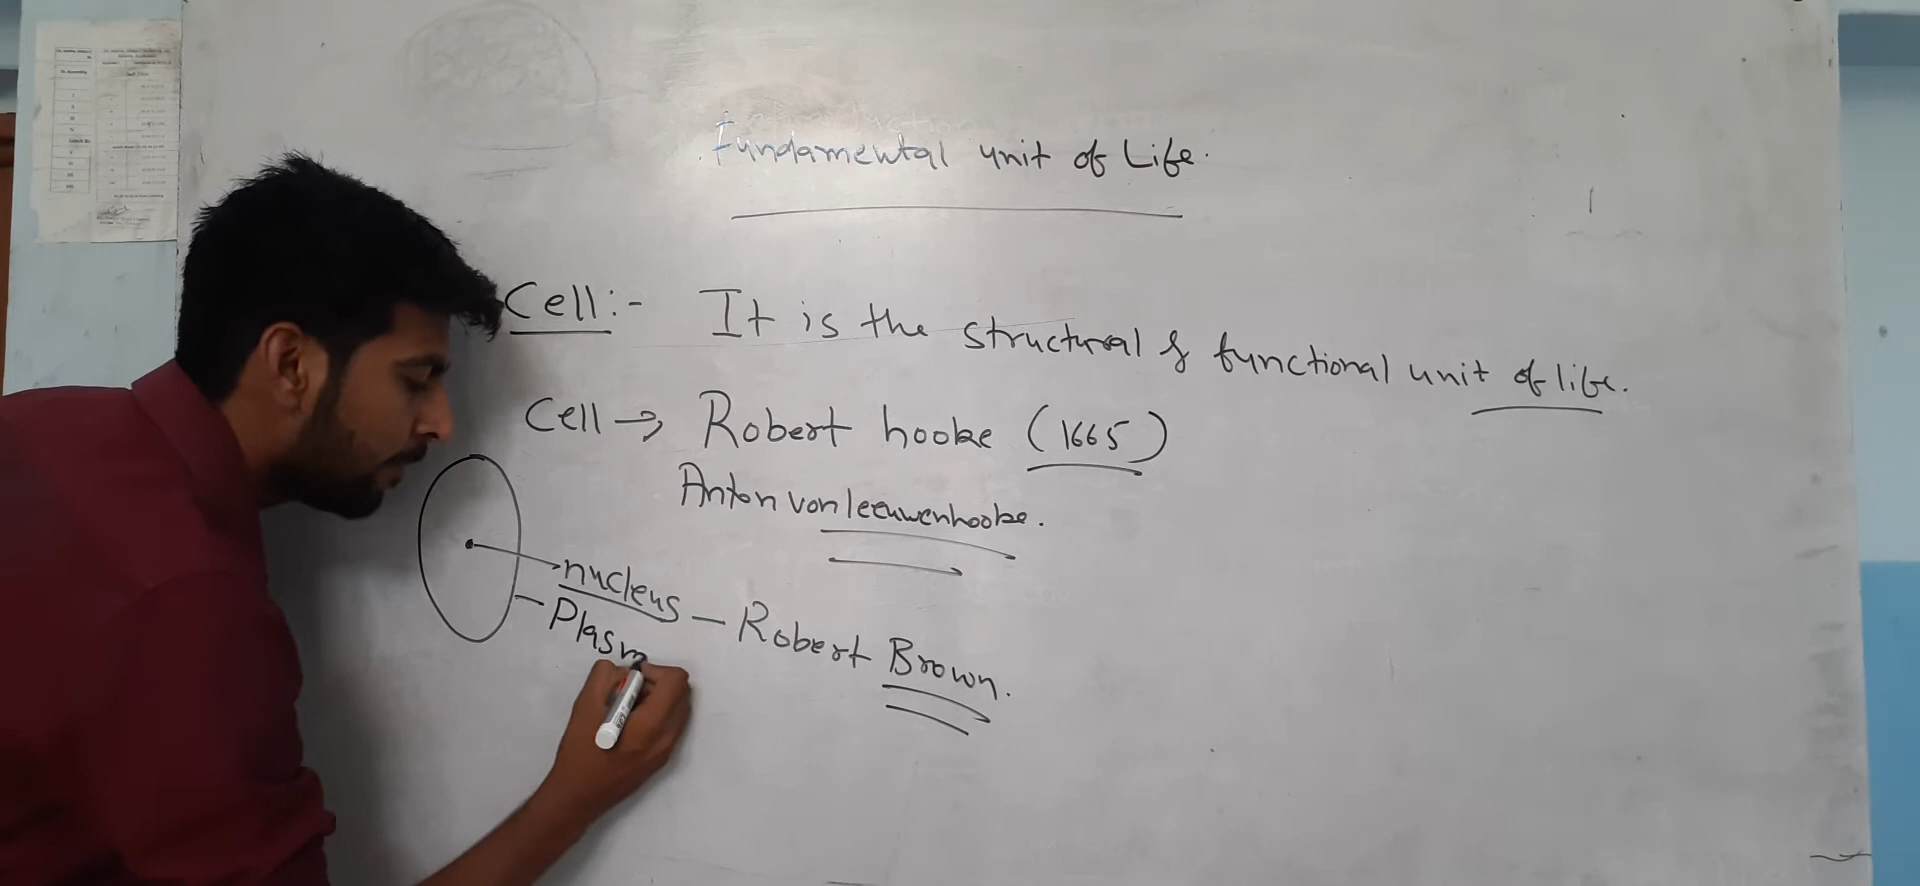 Fundamental unit of Life.
Cell:- It is the structural & functional unit of life.
Cell → Robert hooke (1665)
Anton von leeuwenhooke.
nucleus - Robert Brown.
- Plasm